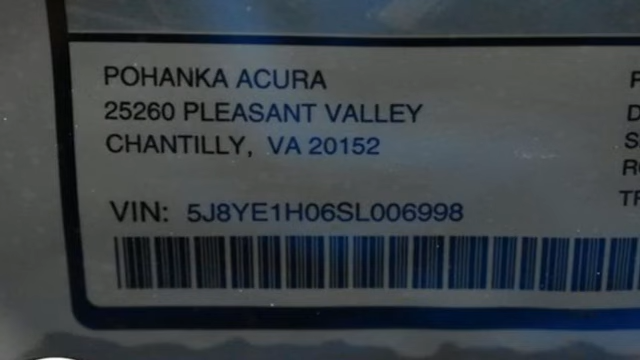 POHANKA ACURA
25260 PLEASANT VALLEY
CHANTILLY, VA 20152
VIN: 5J8YE1H06SL006998